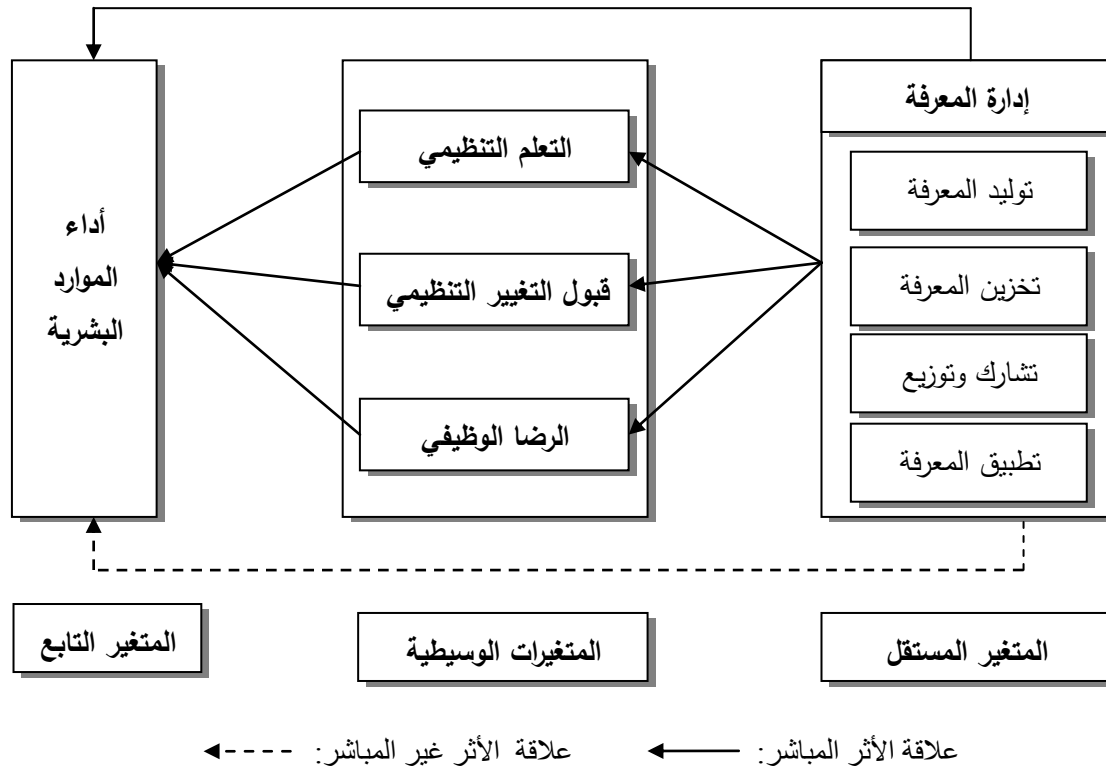 إدارة المعرفة
توليد المعرفة
تخزين المعرفة
تشارك وتوزيع
تطبيق المعرفة
التعلم التنظيمي
قبول التغيير التنظيمي
الرضا الوظيفي
أداء
الموارد
البشرية
المتغير المستقل
المتغيرات الوسيطية
المتغير التابع
علاقة الأثر المباشر:
علاقة الأثر غير المباشر: